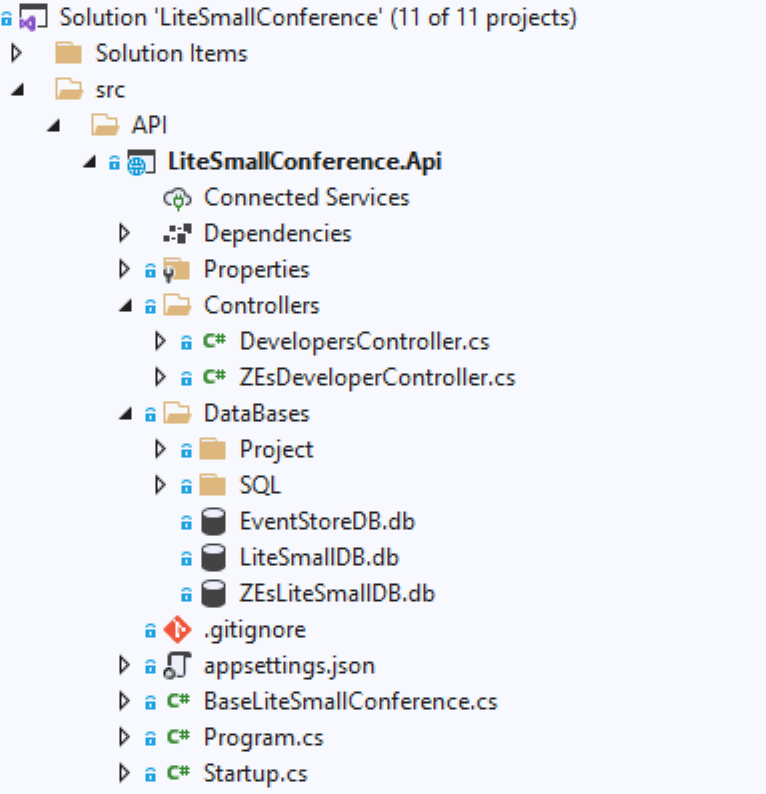 Solution 'LiteSmallConference' (11 of 11 projects)
Solution Items
src
API
LiteSmallConference.Api
Connected Services
Dependencies
Properties
Controllers
C# DevelopersController.cs
C# ZEsDeveloperController.cs
DataBases
Project
SQL
EventStoreDB.db
LiteSmallDB.db
ZEsLiteSmallDB.db
.gitignore
appsettings.json
C# BaseLiteSmallConference.cs
C# Program.cs
C# Startup.cs